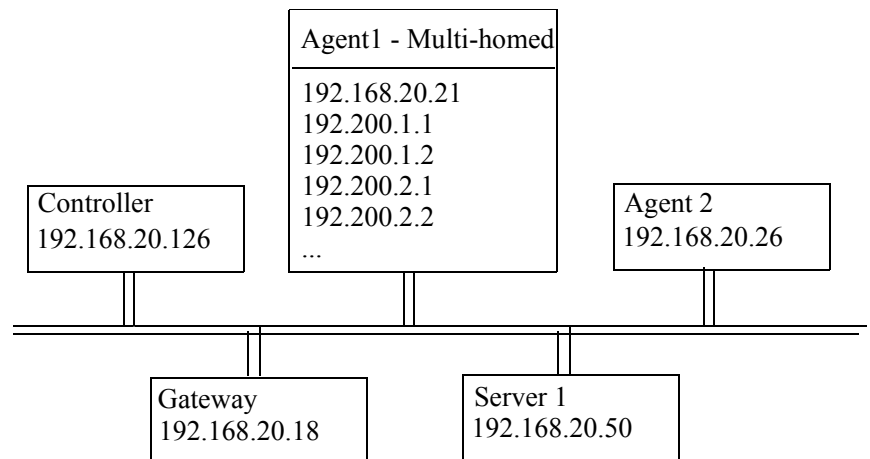 Agent1 - Multi-homed
192.168.20.21
192.200.1.1
192.200.1.2
192.200.2.1
192.200.2.2
...
Controller
192.168.20.126
Agent 2
192.168.20.26
Gateway
192.168.20.18
Server 1
192.168.20.50